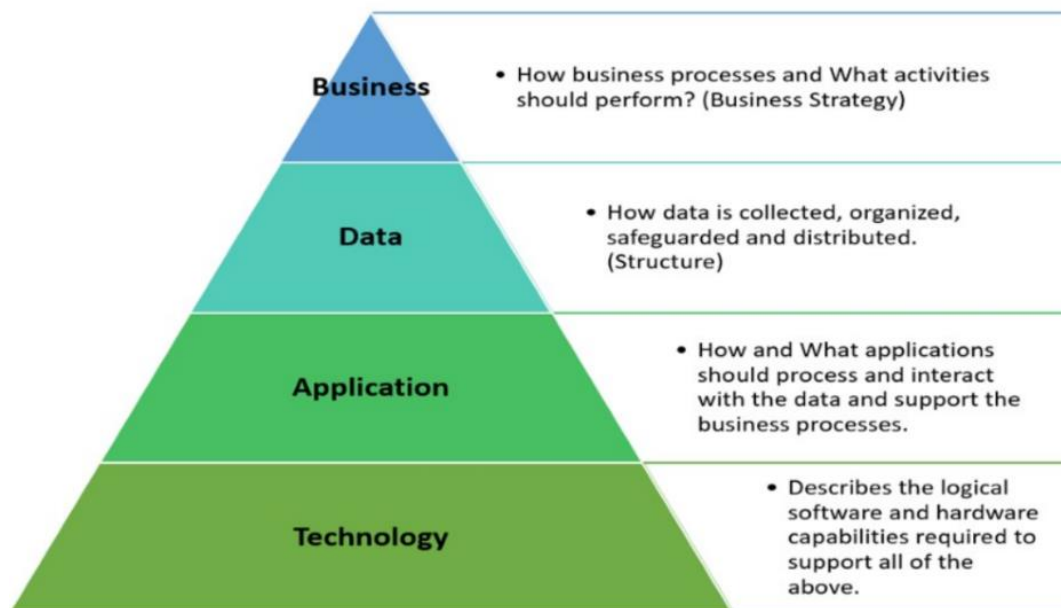 Business
• How business processes and What activities
should perform? (Business Strategy)
Data
• How data is collected, organized,
safeguarded and distributed.
(Structure)
Application
• How and What applications
should process and interact
with the data and support the
business processes.
Technology
• Describes the logical
software and hardware
capabilities required to
support all of the
above.